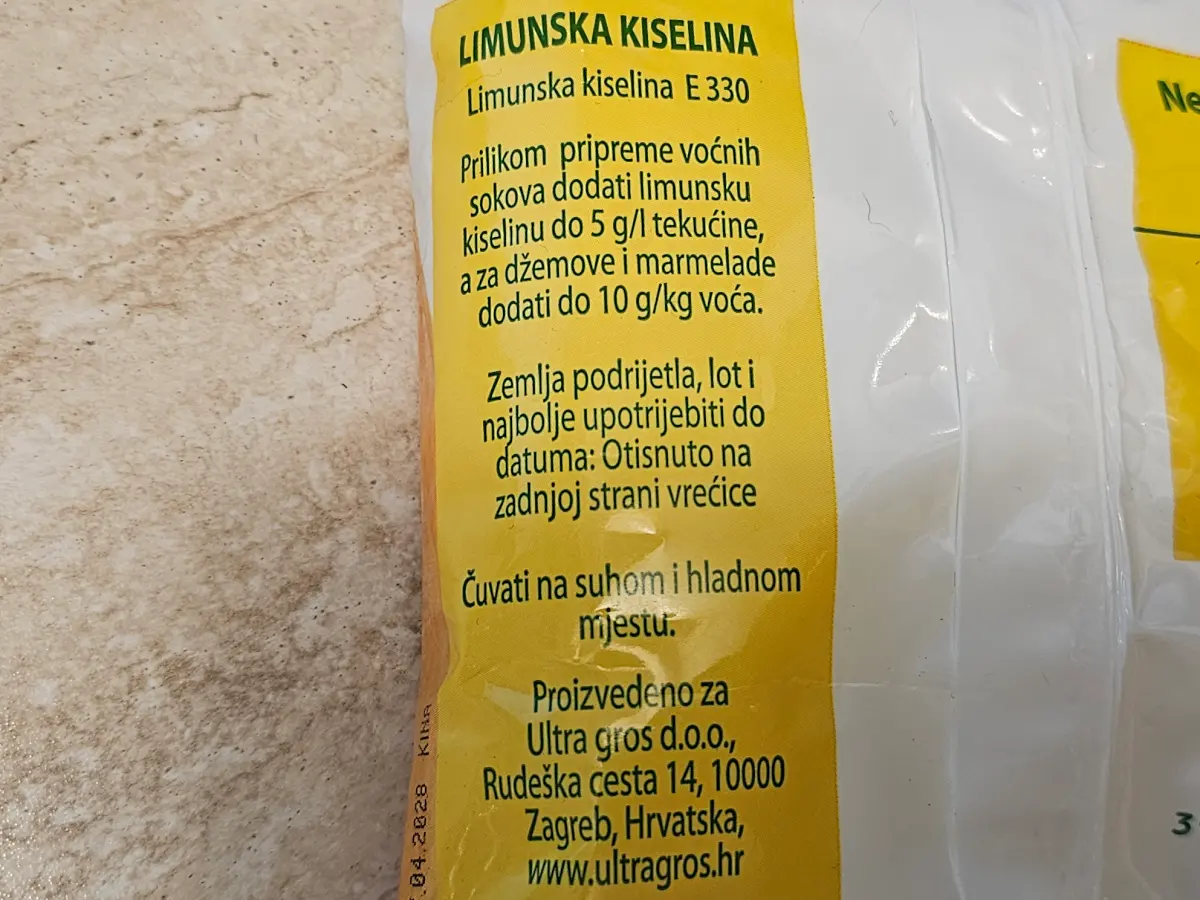 LIMUNSKA KISELINA
Limunska kiselina E 330
Prilikom pripreme voćnih
sokova dodati limunsku
kiselinu do 5 g/l tekućine,
a za džemove i marmelade
dodati do 10 g/kg voća.
Zemlja podrijetla, lot i
najbolje upotrijebiti do
datuma: Otisnuto na
zadnjoj strani vrećice
Čuvati na suhom i hladnom
mjestu.
Proizvedeno za
Ultra gros d.o.o.,
Rudeška cesta 14, 10000
Zagreb, Hrvatska,
www.ultragros.hr
.04.2028 KINA
Ne
3